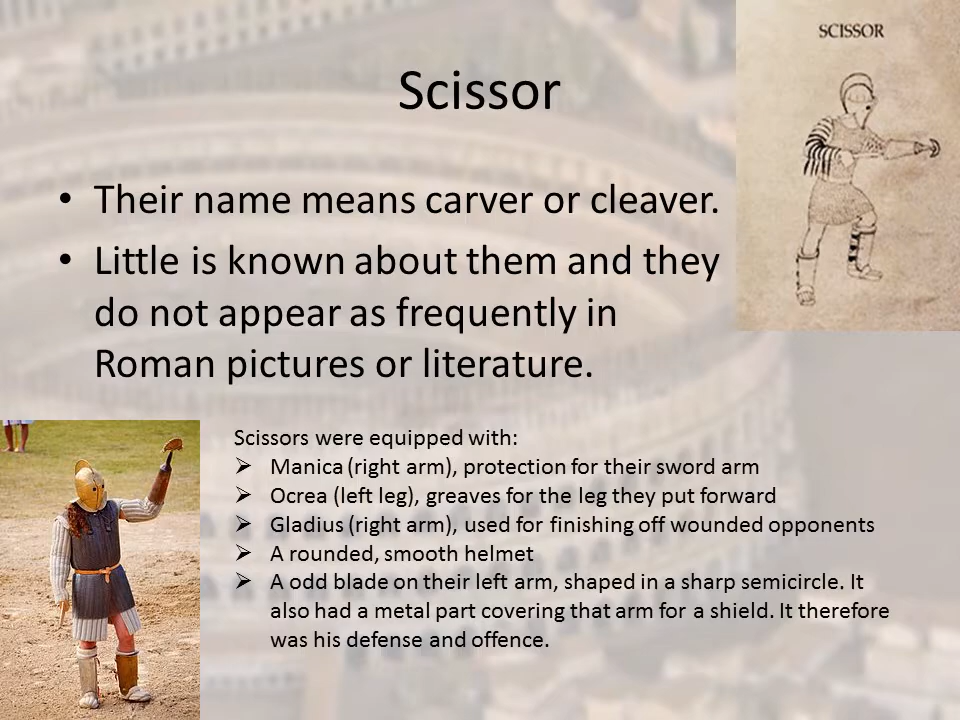 SCISSOR
Scissor
• Their name means carver or cleaver.
• Little is known about them and they
do not appear as frequently in
Roman pictures or literature.
Scissors were equipped with:
➢ Manica (right arm), protection for their sword arm
➢ Ocrea (left leg), greaves for the leg they put forward
➢ Gladius (right arm), used for finishing off wounded opponents
➢ A rounded, smooth helmet
➢ A odd blade on their left arm, shaped in a sharp semicircle. It
also had a metal part covering that arm for a shield. It therefore
was his defense and offence.